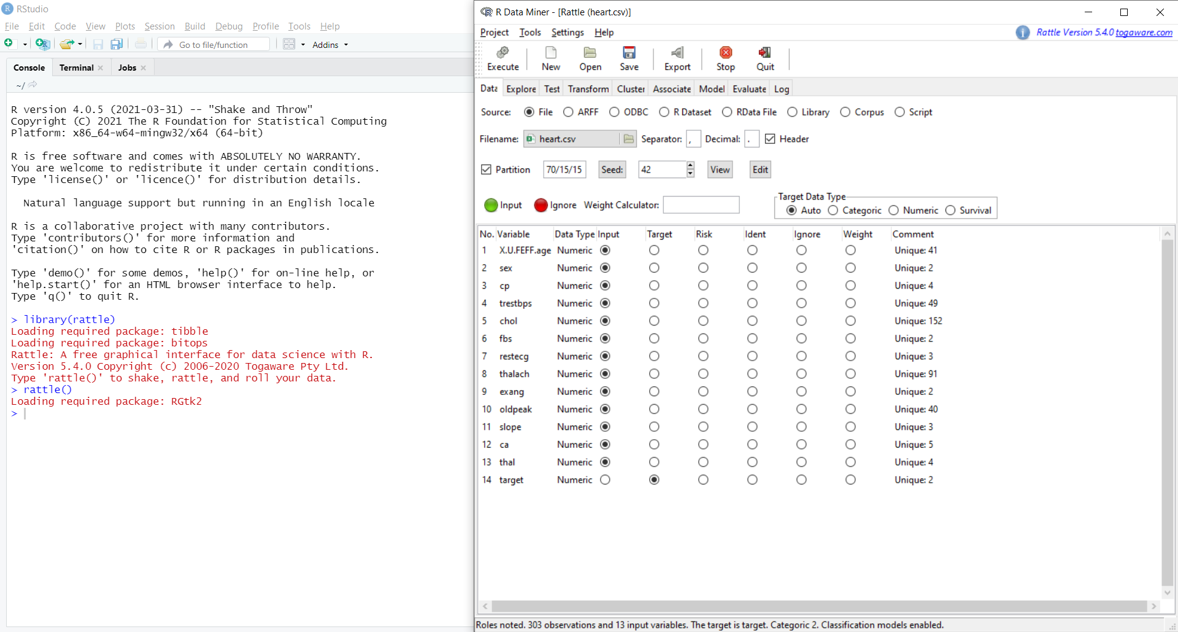 RStudio
File Edit Code View Plots Session Build Debug Profile Tools Help
Go to file/function Addins
Console Terminal Jobs
~/
R version 4.0.5 (2021-03-31) -- "Shake and Throw"
Copyright (C) 2021 The R Foundation for Statistical Computing
Platform: x86_64-w64-mingw32/x64 (64-bit)
R is free software and comes with ABSOLUTELY NO WARRANTY.
You are welcome to redistribute it under certain conditions.
Type 'license()' or 'licence()' for distribution details.
Natural language support but running in an English locale
R is a collaborative project with many contributors.
Type 'contributors()' for more information and
'citation()' on how to cite R or R packages in publications.
Type 'demo()' for some demos, 'help()' for on-line help, or
'help.start()' for an HTML browser interface to help.
Type 'q()' to quit R.
> library(rattle)
Loading required package: tibble
Loading required package: bitops
Rattle: A free graphical interface for data science with R.
Version 5.4.0 Copyright (c) 2006-2020 Togaware Pty Ltd.
Type 'rattle()' to shake, rattle, and roll your data.
> rattle()
Loading required package: RGtk2
>
R Data Miner - [Rattle (heart.csv)]
Project Tools Settings Help
Rattle Version 5.4.0 togaware.com
Execute New Open Save Export Stop Quit
Data Explore Test Transform Cluster Associate Model Evaluate Log
Source: File ARFF ODBC R Dataset RData File Library Corpus Script
Filename: heart.csv Separator: , Decimal: . Header
Partition 70/15/15 Seed: 42 View Edit
Input Ignore Weight Calculator:
Target Data Type
Auto Categoric Numeric Survival
No. Variable Data Type Input Target Risk Ident Ignore Weight Comment
1 X.U.FEFF.age Numeric Unique: 41
2 sex Numeric Unique: 2
3 cp Numeric Unique: 4
4 trestbps Numeric Unique: 49
5 chol Numeric Unique: 152
6 fbs Numeric Unique: 2
7 restecg Numeric Unique: 3
8 thalach Numeric Unique: 91
9 exang Numeric Unique: 2
10 oldpeak Numeric Unique: 40
11 slope Numeric Unique: 3
12 ca Numeric Unique: 5
13 thal Numeric Unique: 4
14 target Numeric Unique: 2
Roles noted. 303 observations and 13 input variables. The target is target. Categoric 2. Classification models enabled.